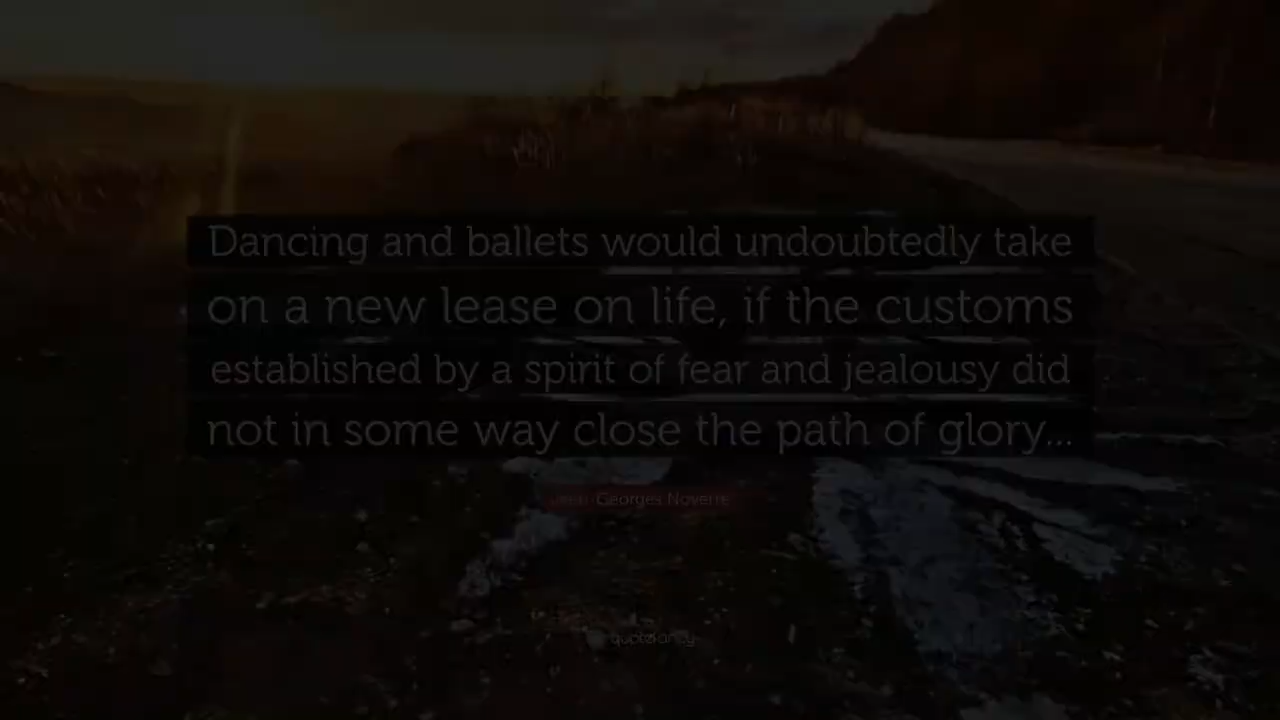 Dancing and ballets would undoubtedly take
on a new lease on life, if the customs
established by a spirit of fear and jealousy did
not in some way close the path of glory...
Georges Noverre
quotefancy